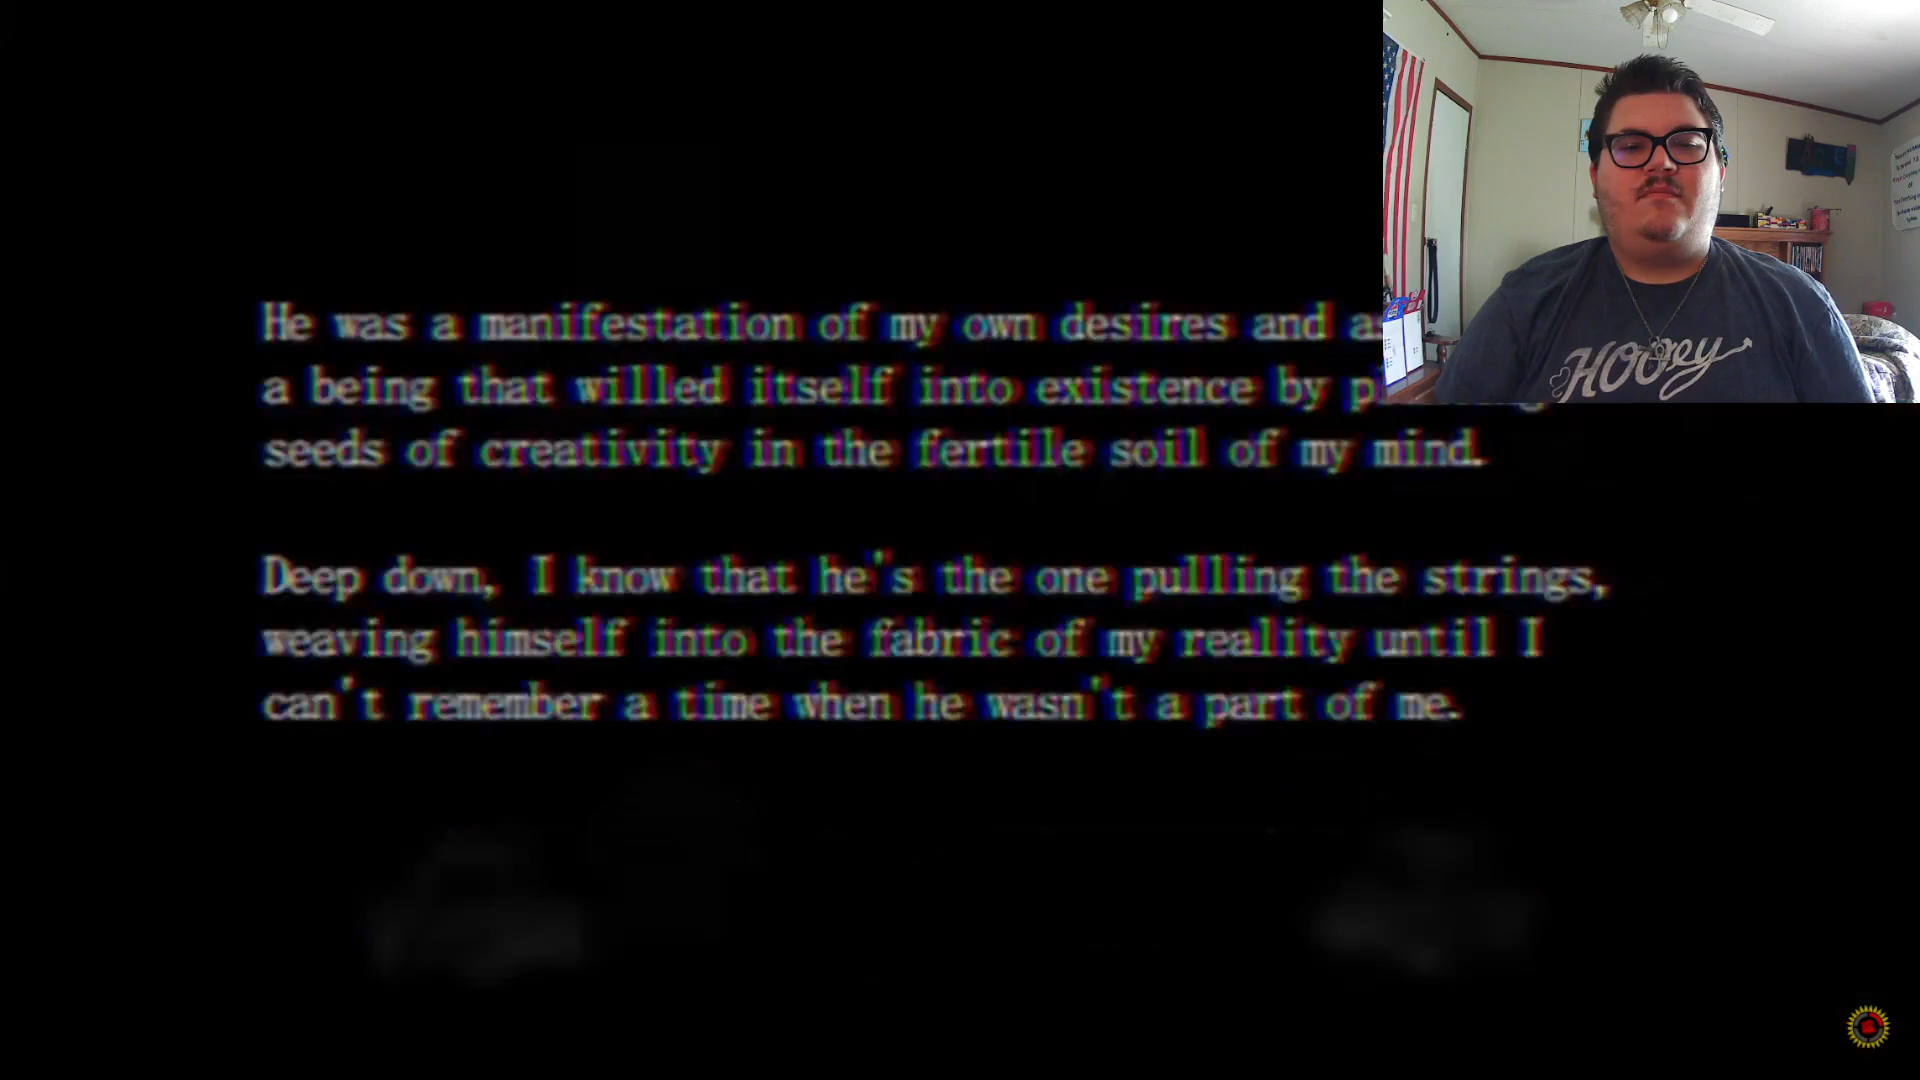 He was a manifestation of my own desires and
a being that willed itself into existence by
seeds of creativity in the fertile soil of my mind.
Deep down, I know that he's the one pulling the strings,
weaving himself into the fabric of my reality until I
can't remember a time when he wasn't a part of me.
HOOey